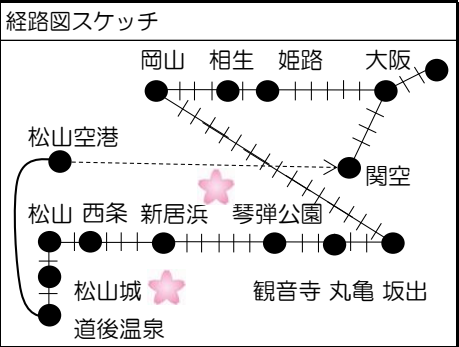 経路図スケッチ
岡山 相生 姫路 大阪
松山空港
関空
松山 西条 新居浜 琴弾公園
松山城 観音寺 丸亀 坂出
道後温泉